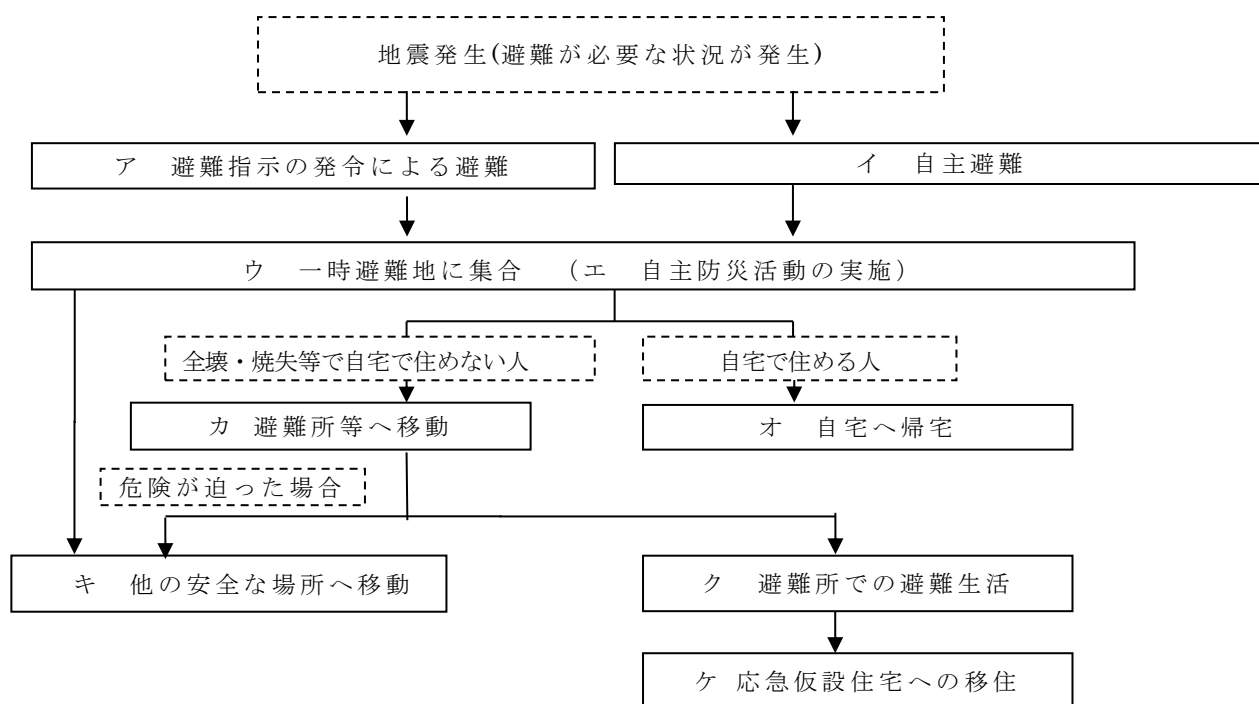 地震発生(避難が必要な状況が発生)
ア 避難指示の発令による避難
イ 自主避難
ウ 一時避難地に集合 (エ 自主防災活動の実施)
全壊・焼失等で自宅で住めない人
自宅で住める人
カ 避難所等へ移動
オ 自宅へ帰宅
危険が迫った場合
キ 他の安全な場所へ移動
ク 避難所での避難生活
ケ 応急仮設住宅への移住